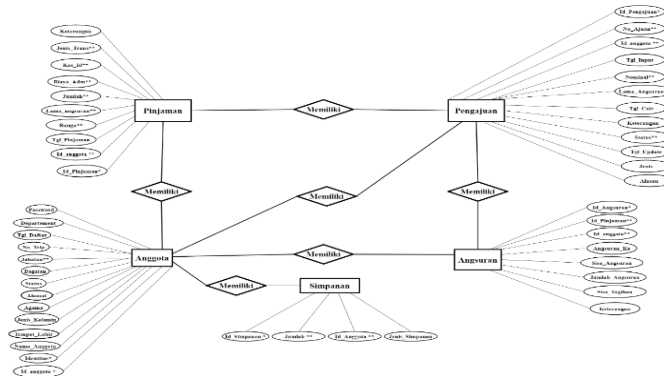 Keterangan
Jenis_Trans**
Kas_Id**
Biaya_Adm**
Jumlah**
Lama_angsuran**
Bunga**
Tgl_Pinjaman
Id_anggota **
Id_Pinjaman*
Pinjaman
Memiliki
Pengajuan
Id_Pengajuan*
No_Ajuan**
Id_anggota **
Tgl_Input
Nominal**
Lama_Angsuran
Tgl_Cair
Keterangan
Status**
Tgl_Update
Jenis
Alasan
Memiliki
Memiliki
Memiliki
Password
Departement
Tgl_Daftar
No_Telp
Jabatan**
Bagian
Status
Alamat
Agama
Jenis_Kelamin
Tempat_Lahir
Nama_Anggota
Identitas*
Id_anggota *
Anggota
Memiliki
Angsuran
Id_Angsuran*
Id_Pinjaman**
Id_anggota**
Angsuran_Ke
Sisa_Angsuran
Jumlah_Angsuran
Sisa_Tagihan
Keterangan
Memiliki
Simpanan
Id_Simpanan *
Jumlah **
Id_Anggota **
Jenis_Simpanan